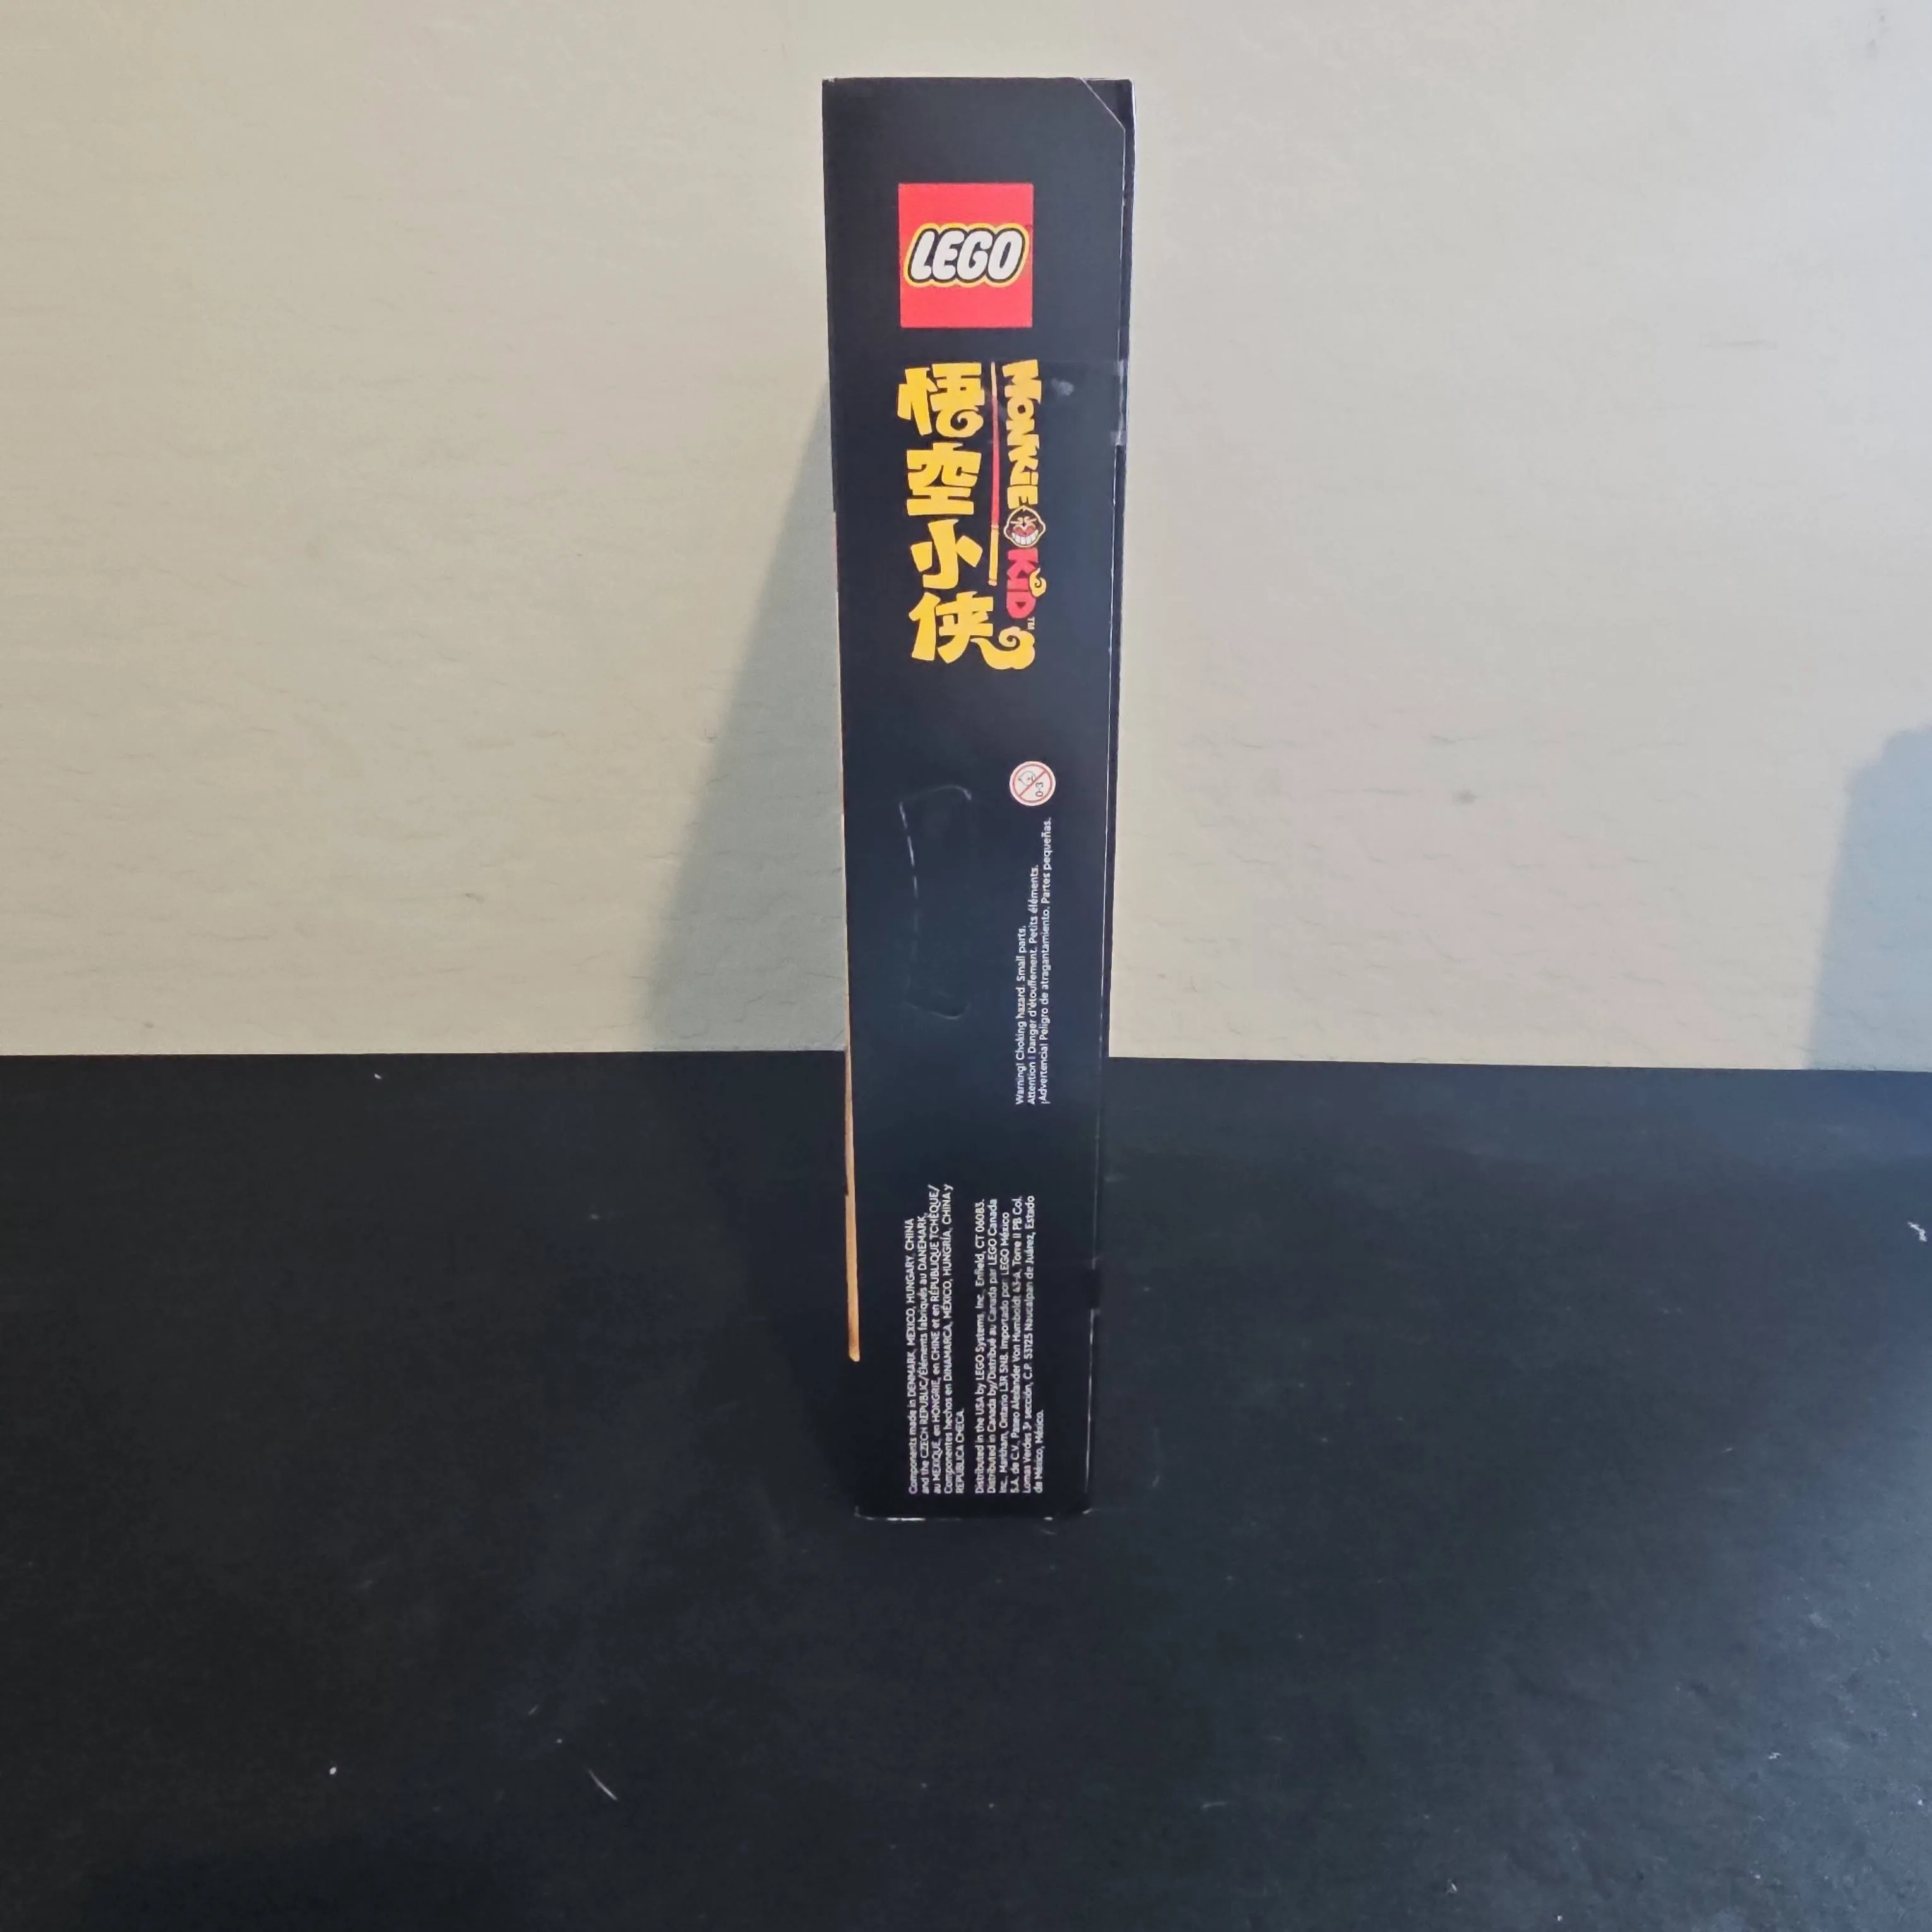 LEGO
悟空小侠
MONKIE KID™
0-3
Warning! Choking hazard. Small parts.
Attention ! Danger d'étouffement. Petits éléments.
¡Advertencia! Peligro de atragantamiento. Partes pequeñas.
Components made in DENMARK, MEXICO, HUNGARY, CHINA
and the CZECH REPUBLIC/Éléments fabriqués au DANEMARK,
au MEXIQUE, en HONGRIE, en CHINE et en RÉPUBLIQUE TCHÈQUE/
Componentes hechos en DINAMARCA, MÉXICO, HUNGRÍA, CHINA y
REPÚBLICA CHECA.
Distributed in the USA by LEGO Systems, Inc., Enfield, CT 06083.
Distributed in Canada by/Distribué au Canada par LEGO Canada
Inc., Markham, Ontario L3R 5N8. Importado por: LEGO México
S.A. de C.V. Paseo Alexander Von Humboldt 43-A, Torre II PB Col.
Lomas Verdes 3ª sección, C.P. 53125 Naucalpan de Juárez, Estado
de México, México.